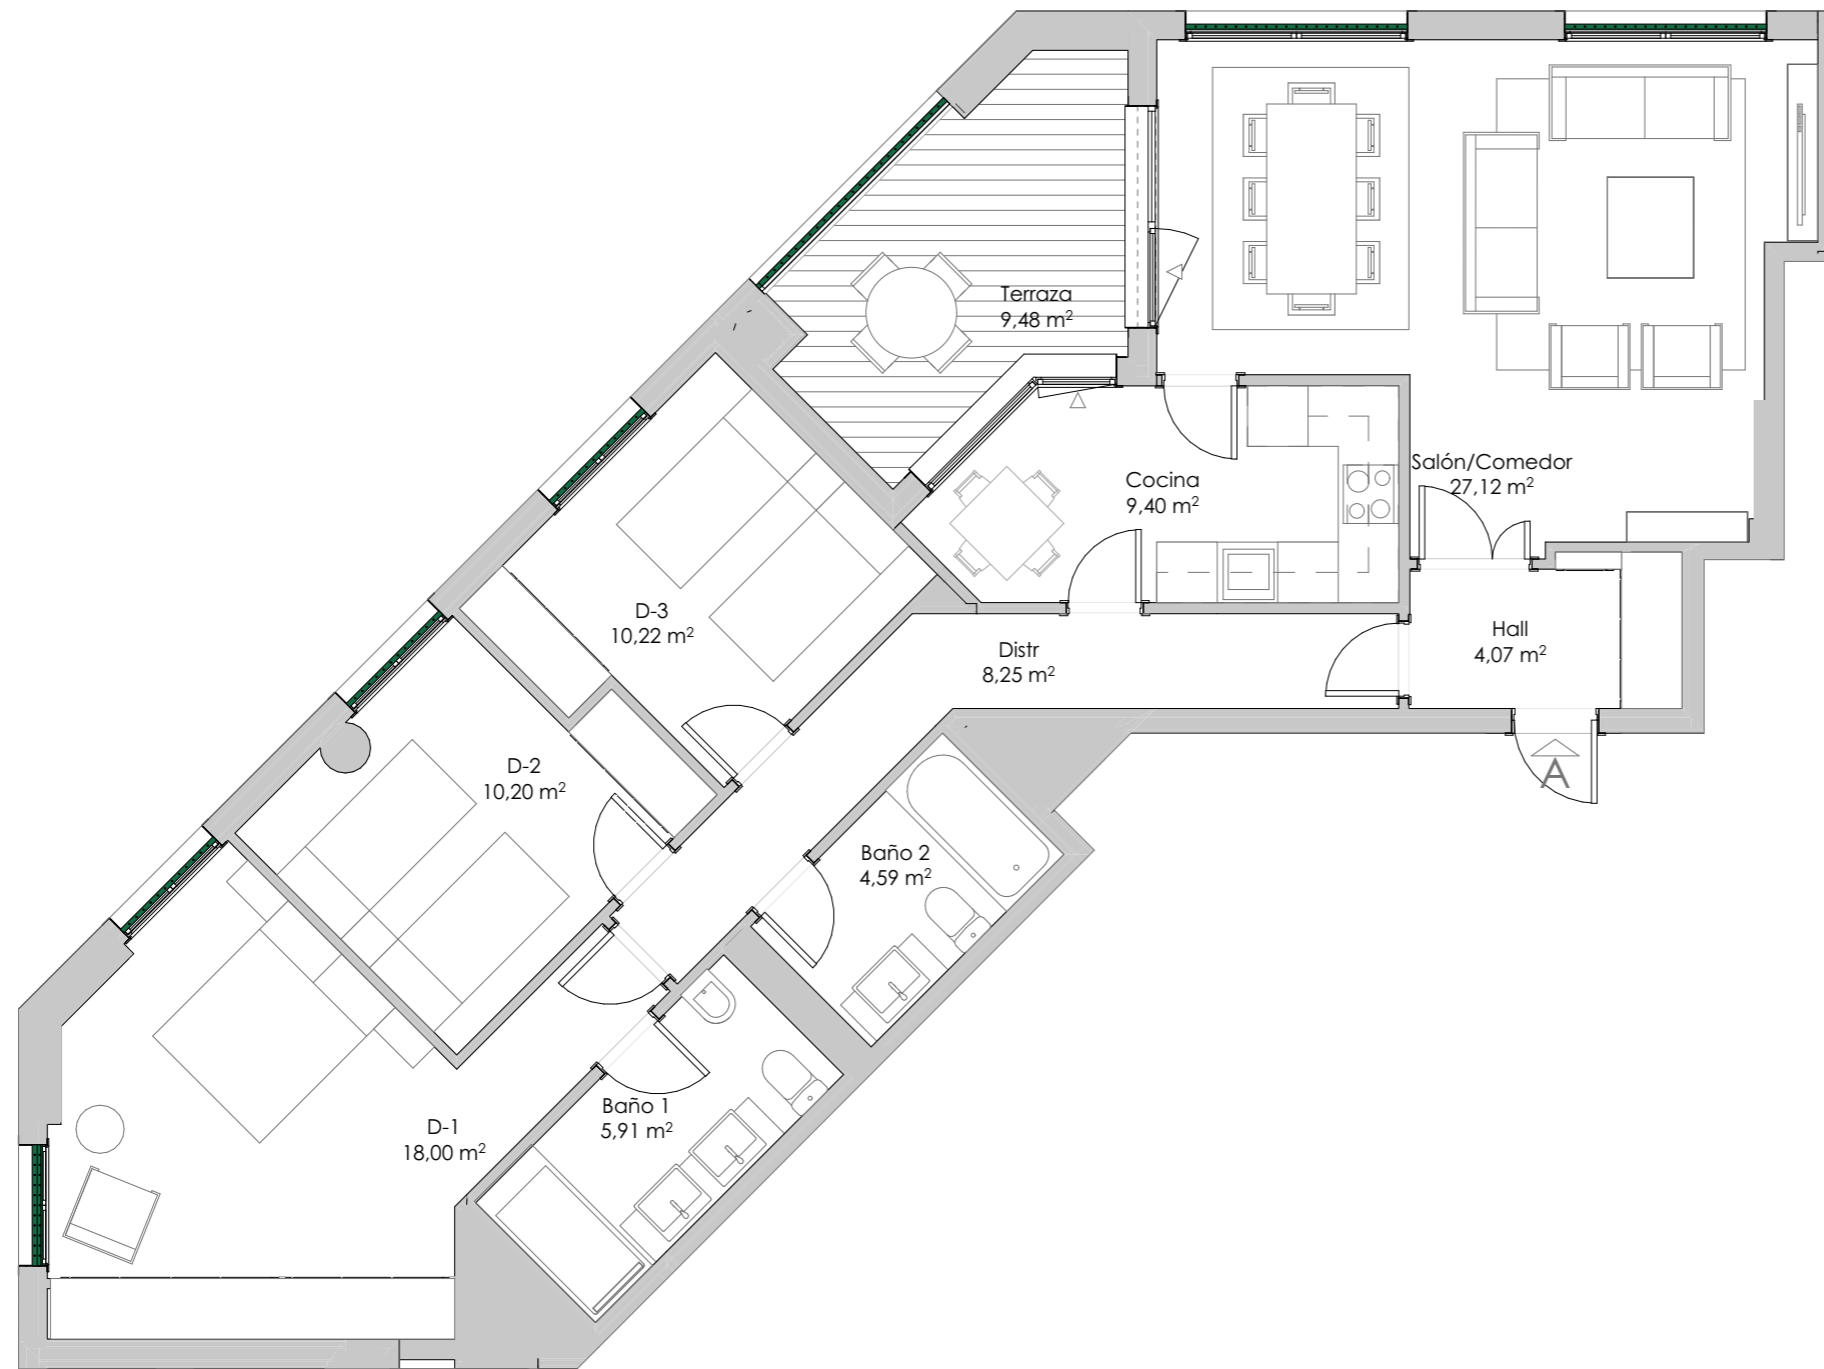 Terraza
9,48 m²
Salón/Comedor
27,12 m²
Cocina
9,40 m²
D-3
10,22 m²
Distr
8,25 m²
Hall
4,07 m²
D-2
10,20 m²
A
Baño 2
4,59 m²
Baño 1
5,91 m²
D-1
18,00 m²